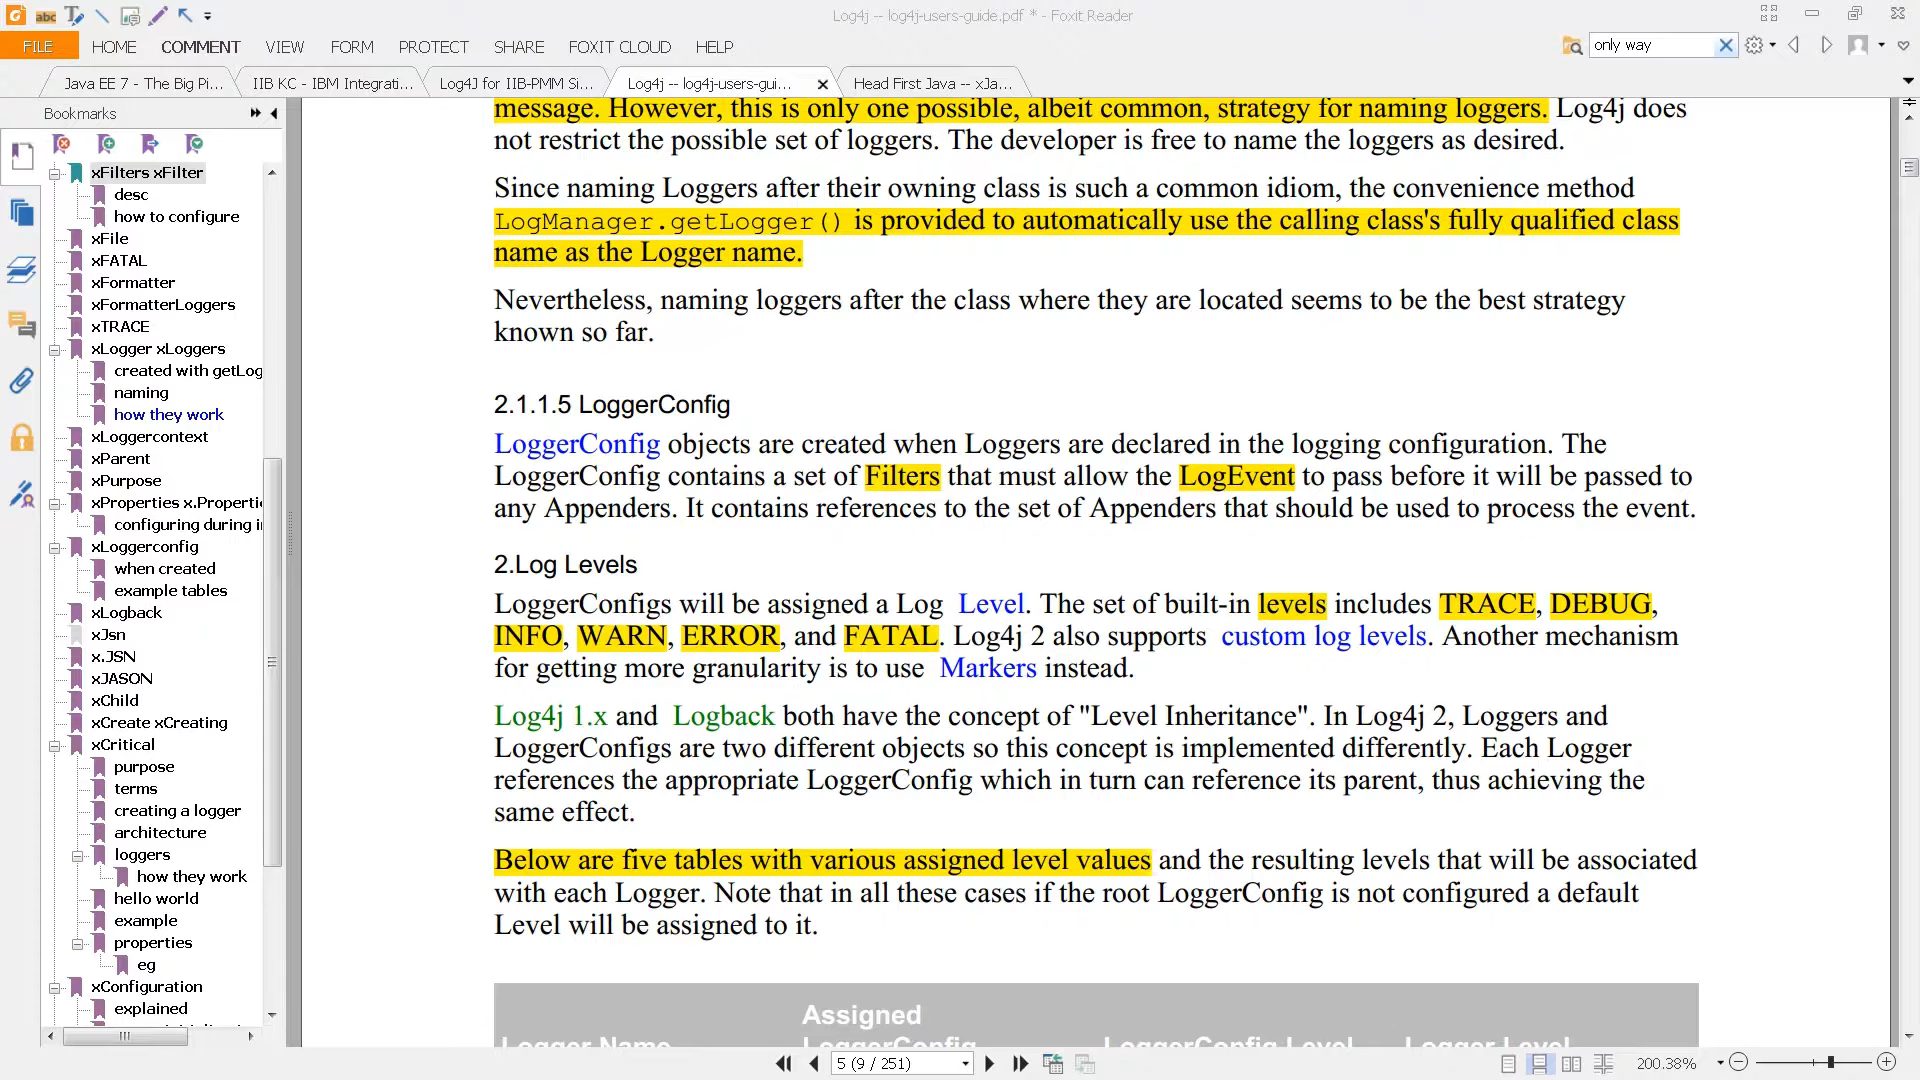 abc
Log4j -- log4j-users-guide.pdf * - Foxit Reader
FILE HOME COMMENT VIEW FORM PROTECT SHARE FOXIT CLOUD HELP
only way
Java EE 7 - The Big Pi...
IIB KC - IBM Integrati...
Log4J for IIB-PMM Si...
Log4j -- log4j-users-gui...
Head First Java -- xJa...
Bookmarks
xFilters xFilter
desc
how to configure
xFile
xFATAL
xFormatter
xFormatterLoggers
xTRACE
xLogger xLoggers
created with getLog
naming
how they work
xLoggercontext
xParent
xPurpose
xProperties x.Properti
configuring during i
xLoggerconfig
when created
example tables
xLogback
xJsn
x.JSN
xJASON
xChild
xCreate xCreating
xCritical
purpose
terms
creating a logger
architecture
loggers
how they work
hello world
example
properties
eg
xConfiguration
explained
message. However, this is only one possible, albeit common, strategy for naming loggers. Log4j does
not restrict the possible set of loggers. The developer is free to name the loggers as desired.
Since naming Loggers after their owning class is such a common idiom, the convenience method
LogManager.getLogger() is provided to automatically use the calling class's fully qualified class
name as the Logger name.
Nevertheless, naming loggers after the class where they are located seems to be the best strategy
known so far.
2.1.1.5 LoggerConfig
LoggerConfig objects are created when Loggers are declared in the logging configuration. The
LoggerConfig contains a set of Filters that must allow the LogEvent to pass before it will be passed to
any Appenders. It contains references to the set of Appenders that should be used to process the event.
2.Log Levels
LoggerConfigs will be assigned a Log Level. The set of built-in levels includes TRACE, DEBUG,
INFO, WARN, ERROR, and FATAL. Log4j 2 also supports custom log levels. Another mechanism
for getting more granularity is to use Markers instead.
Log4j 1.x and Logback both have the concept of "Level Inheritance". In Log4j 2, Loggers and
LoggerConfigs are two different objects so this concept is implemented differently. Each Logger
references the appropriate LoggerConfig which in turn can reference its parent, thus achieving the
same effect.
Below are five tables with various assigned level values and the resulting levels that will be associated
with each Logger. Note that in all these cases if the root LoggerConfig is not configured a default
Level will be assigned to it.
Assigned
Logger Name LoggerConfig LoggerConfig Level Logger Level
5 (9 / 251)
200.38%